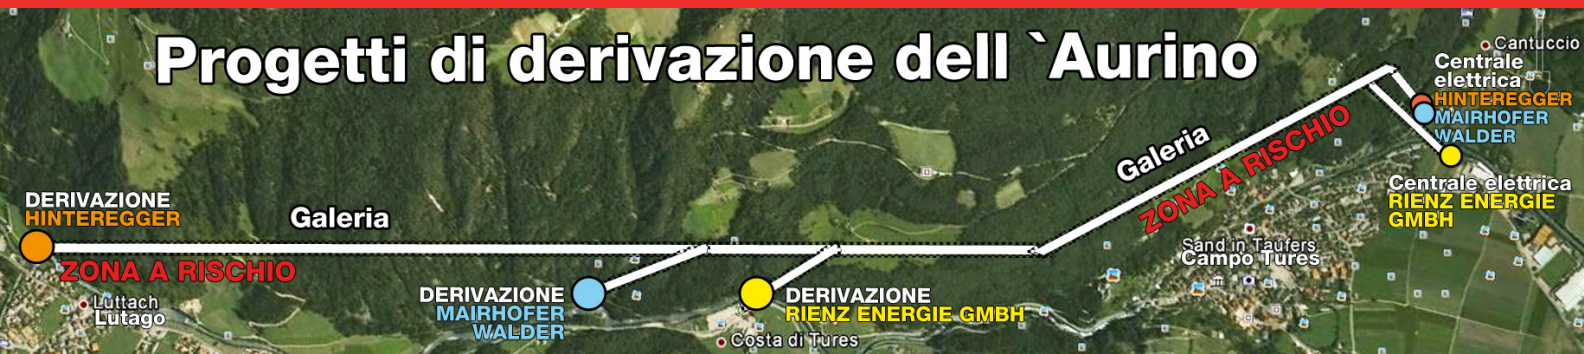 Progetti di derivazione dell `Aurino
Cantuccio
Centrale
elettrica
HINTEREGGER
MAIRHOFER
WALDER
Galeria
ZONA A RISCHIO
Centrale elettrica
RIENZ ENERGIE
GMBH
DERIVAZIONE
HINTEREGGER
Galeria
ZONA A RISCHIO
Sand in Taufers
Campo Tures
Luttach
Lutago
DERIVAZIONE
MAIRHOFER
WALDER
DERIVAZIONE
RIENZ ENERGIE GMBH
Costa di Tures